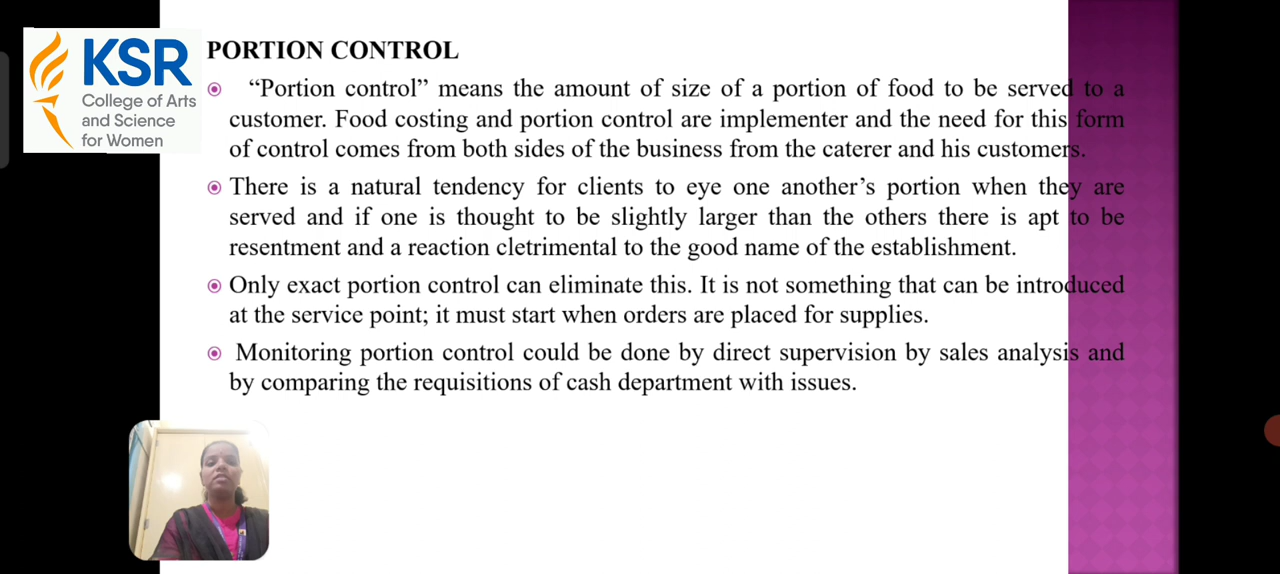 KSR
College of Arts
and Science
for Women
PORTION CONTROL
“Portion control” means the amount of size of a portion of food to be served to a
customer. Food costing and portion control are implementer and the need for this form
of control comes from both sides of the business from the caterer and his customers.
There is a natural tendency for clients to eye one another’s portion when they are
served and if one is thought to be slightly larger than the others there is apt to be
resentment and a reaction cletrimental to the good name of the establishment.
Only exact portion control can eliminate this. It is not something that can be introduced
at the service point; it must start when orders are placed for supplies.
Monitoring portion control could be done by direct supervision by sales analysis and
by comparing the requisitions of cash department with issues.